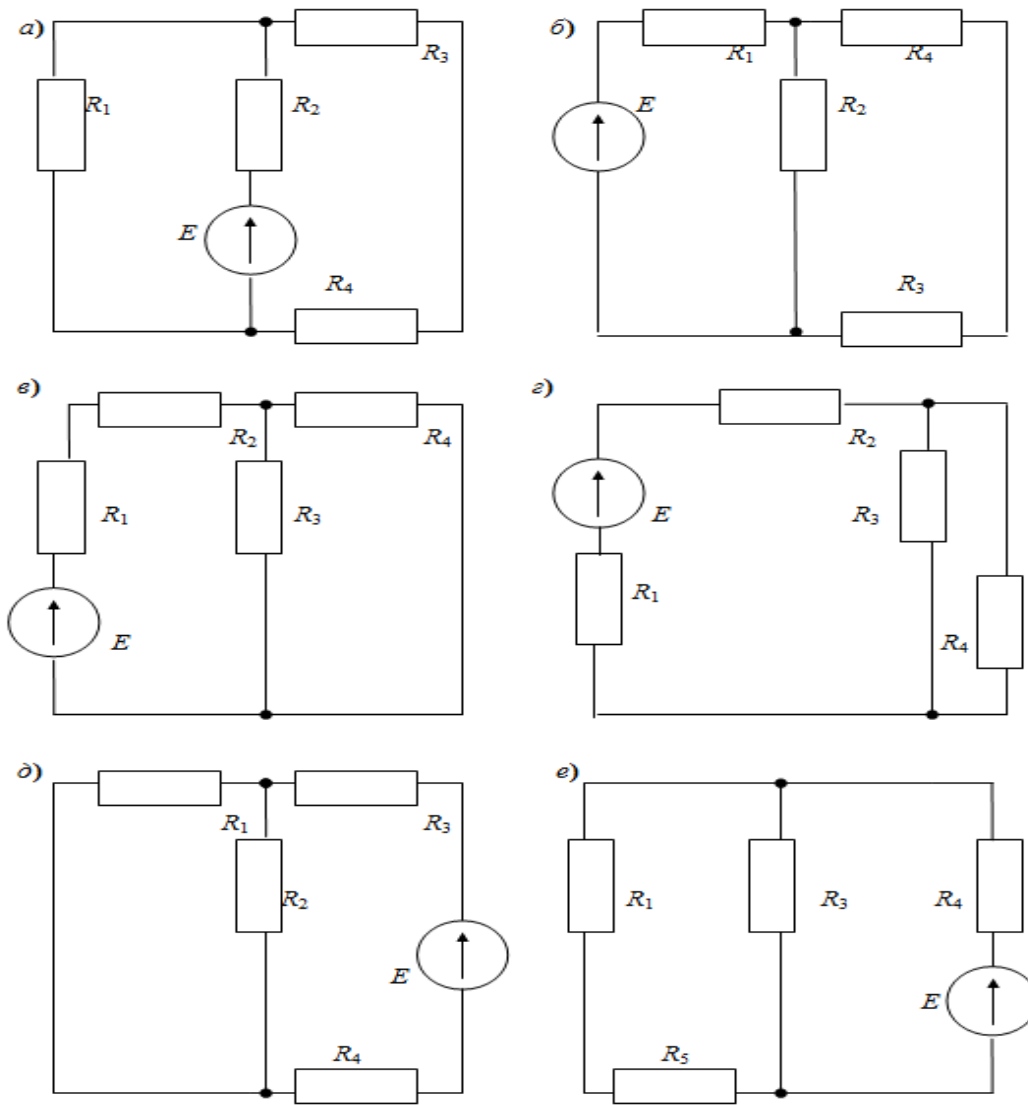 а)
R₃
R₁
R₂
E
R₄
б)
R₁
R₄
E
R₂
R₃
в)
R₂
R₄
R₁
R₃
E
г)
R₂
E
R₃
R₁
R₄
д)
R₁
R₃
R₂
E
R₄
е)
R₁
R₃
R₄
E
R₅